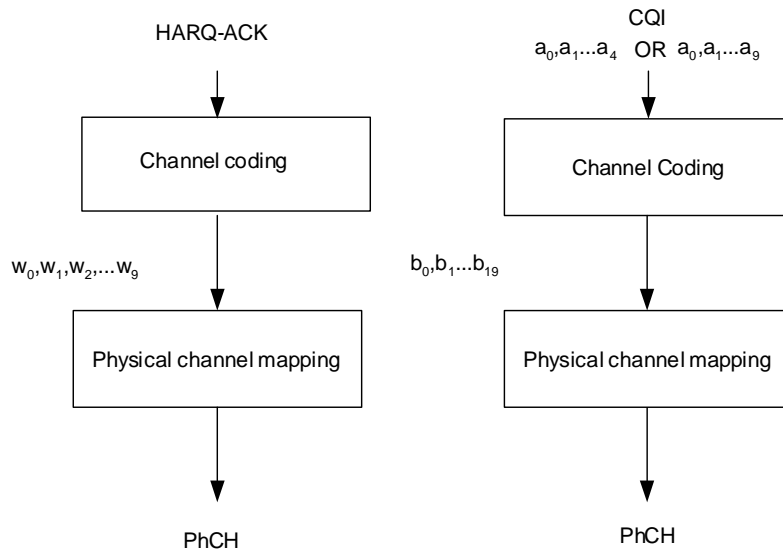 HARQ-ACK
Channel coding
w0,w1,w2,...w9
Physical channel mapping
PhCH
CQI
a0,a1...a4 OR a0,a1...a9
Channel Coding
b0,b1...b19
Physical channel mapping
PhCH